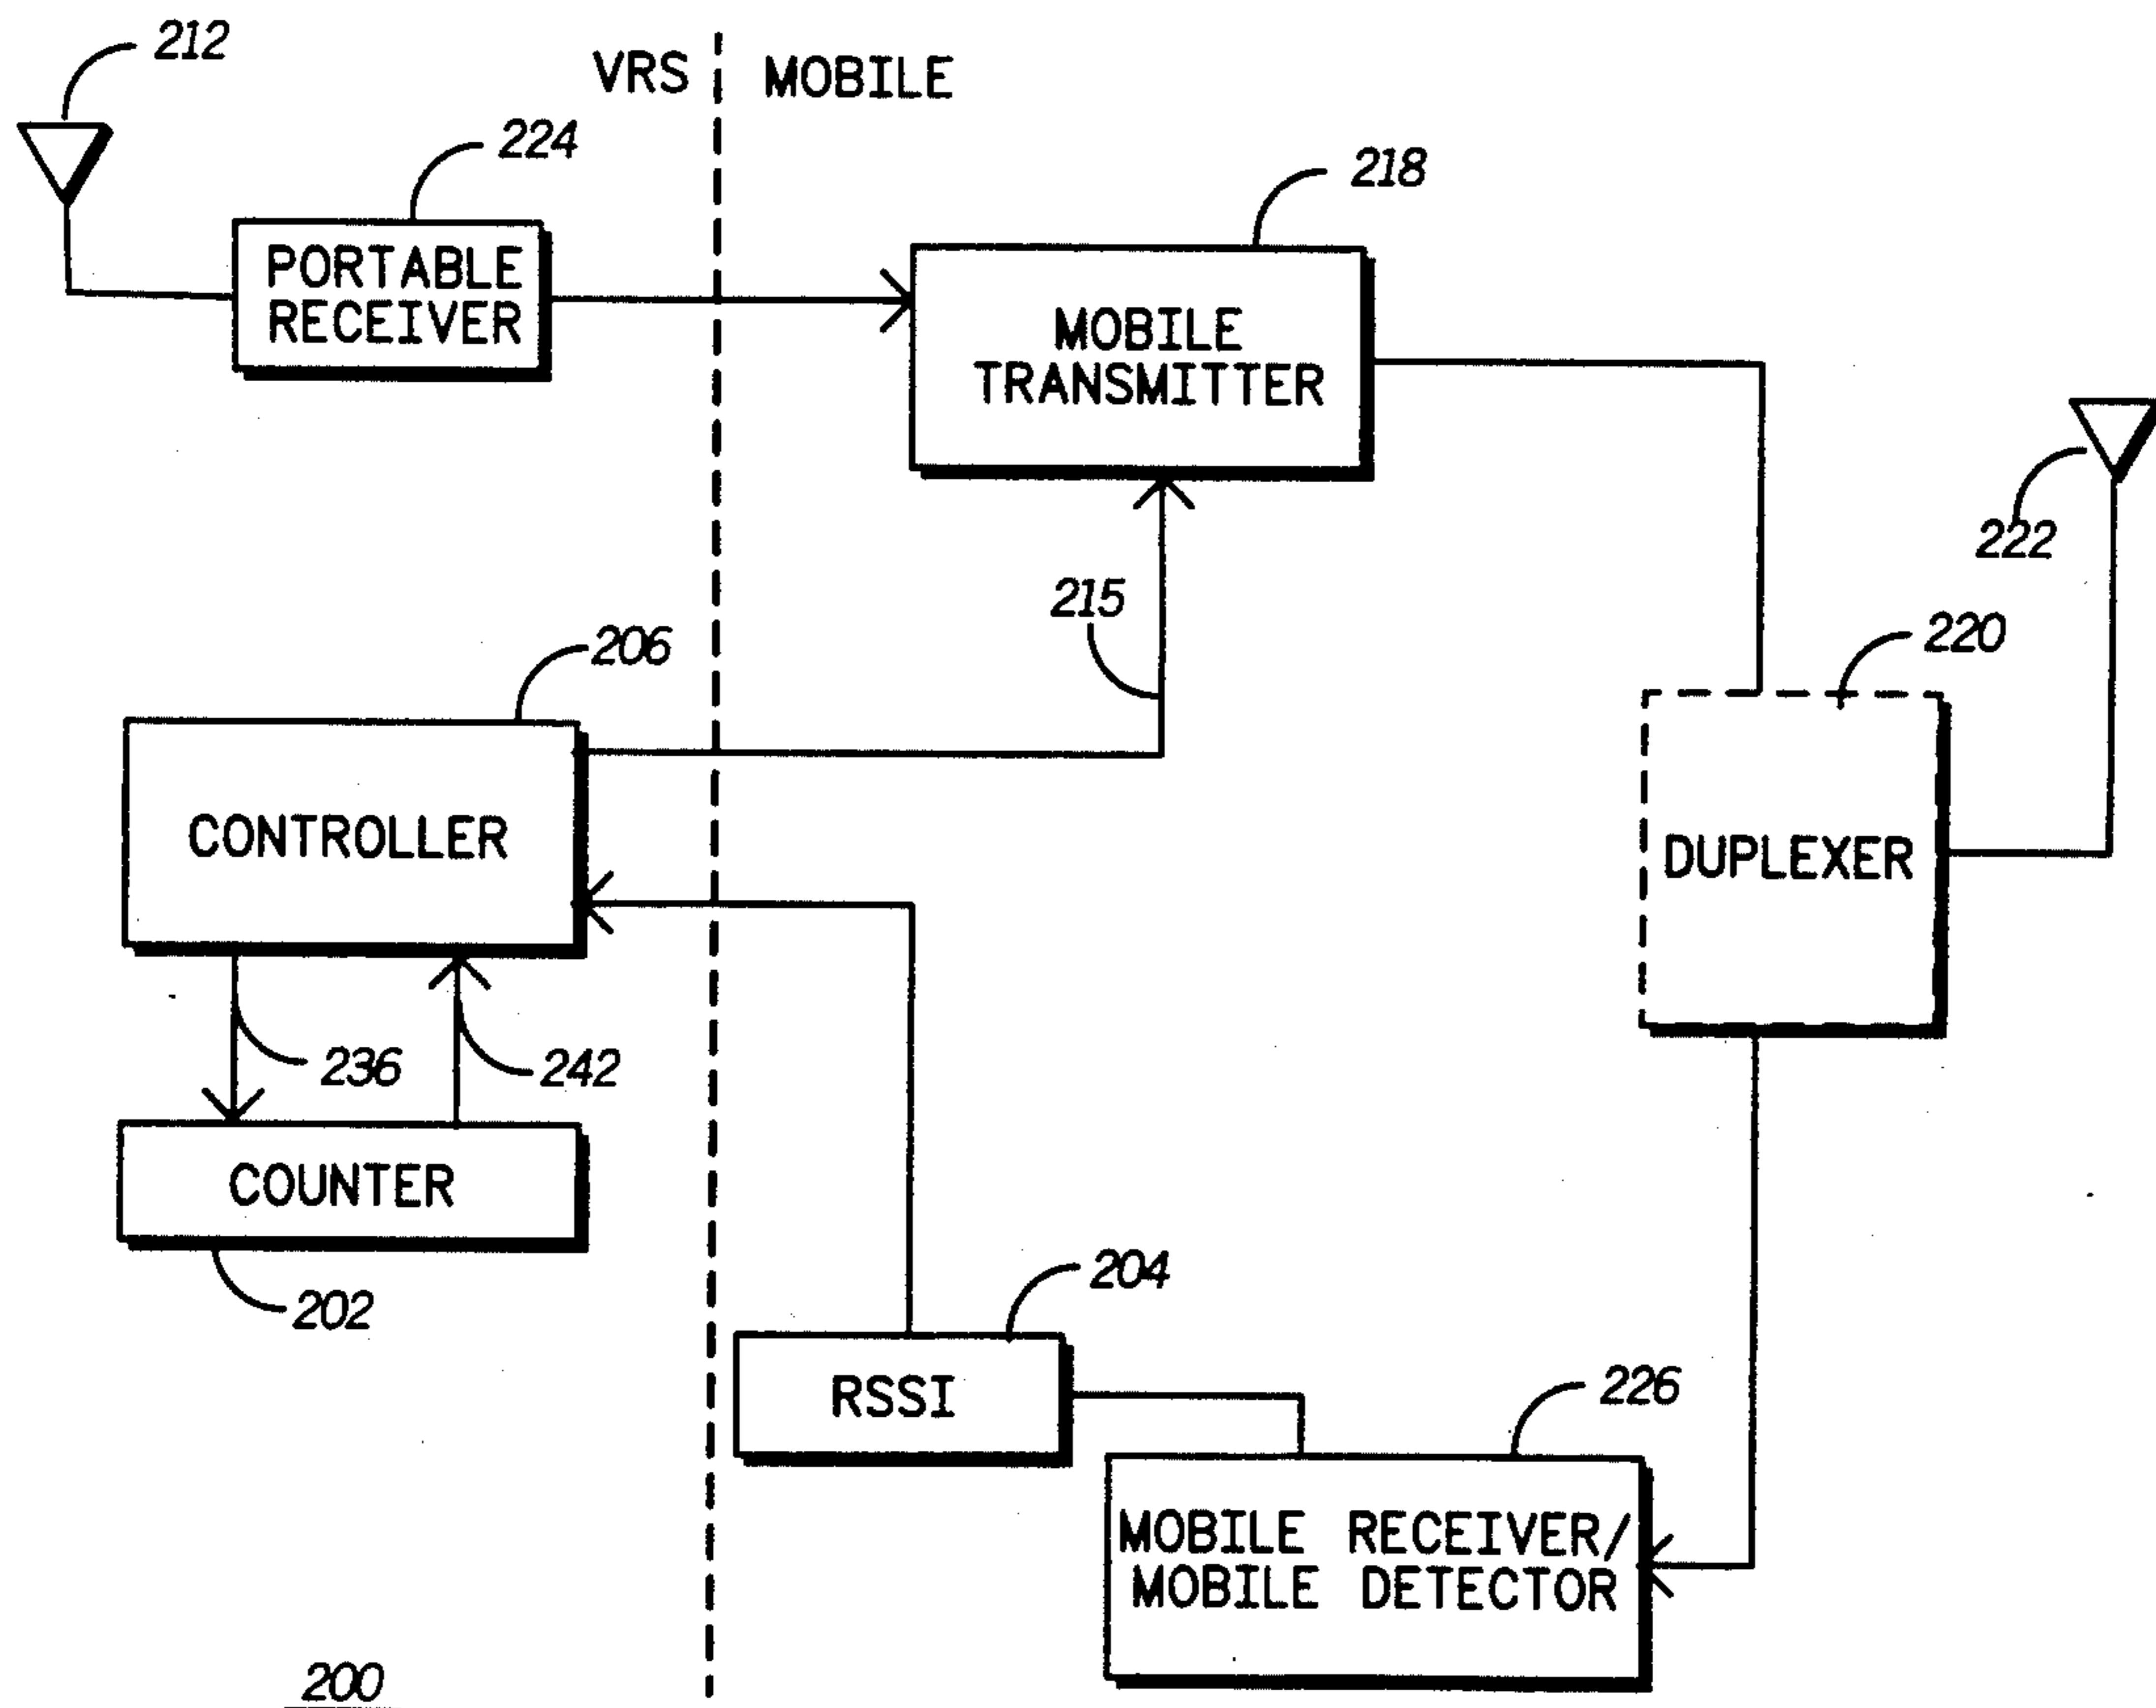 212
VRS
MOBILE
224
218
PORTABLE
RECEIVER
MOBILE
TRANSMITTER
222
215
220
206
CONTROLLER
DUPLEXER
236
242
COUNTER
202
204
RSSI
226
MOBILE RECEIVER/
MOBILE DETECTOR
200